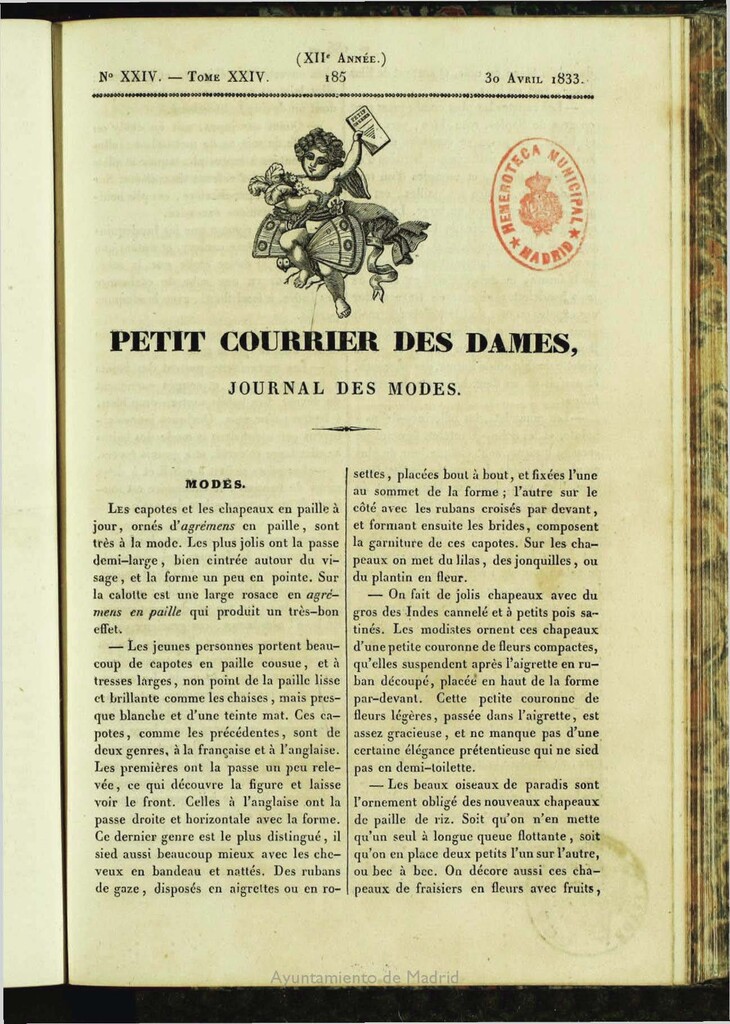 (XIIe Année.)
No XXIV. — Tome XXIV. 185 30 Avril 1833.
PETIT
HEMEROTECA MUNICIPAL
★ MADRID ★
PETIT COURRIER DES DAMES,
JOURNAL DES MODES.
MODES.
Les capotes et les chapeaux en paille à
jour, ornés d'agrémens en paille, sont
très à la mode. Les plus jolis ont la passe
demi-large, bien cintrée autour du vi-
sage, et la forme un peu en pointe. Sur
la calotte est une large rosace en agré-
mens en paille qui produit un très-bon
effet.
— Les jeunes personnes portent beau-
coup de capotes en paille cousue, et à
tresses larges, non point de la paille lisse
et brillante comme les chaises, mais pres-
que blanche et d'une teinte mat. Ces ca-
potes, comme les précédentes, sont de
deux genres, à la française et à l'anglaise.
Les premières ont la passe un peu rele-
vée, ce qui découvre la figure et laisse
voir le front. Celles à l'anglaise ont la
passe droite et horizontale avec la forme.
Ce dernier genre est le plus distingué, il
sied aussi beaucoup mieux avec les che-
veux en bandeau et nattés. Des rubans
de gaze, disposés en aigrettes ou en ro-
settes, placées bout à bout, et fixées l'une
au sommet de la forme; l'autre sur le
côté avec les rubans croisés par devant,
et formant ensuite les brides, composent
la garniture de ces capotes. Sur les cha-
peaux on met du lilas, des jonquilles, ou
du plantin en fleur.
— On fait de jolis chapeaux avec du
gros des Indes cannelé et à petits pois sa-
tinés. Les modistes ornent ces chapeaux
d'une petite couronne de fleurs compactes,
qu'elles suspendent après l'aigrette en ru-
ban découpé, placée en haut de la forme
par-devant. Cette petite couronne de
fleurs légères, passée dans l'aigrette, est
assez gracieuse, et ne manque pas d'une
certaine élégance prétentieuse qui ne sied
pas en demi-toilette.
— Les beaux oiseaux de paradis sont
l'ornement obligé des nouveaux chapeaux
de paille de riz. Soit qu'on n'en mette
qu'un seul à longue queue flottante, soit
qu'on en place deux petits l'un sur l'autre,
ou bec à bec. On décore aussi ces cha-
peaux de fraisiers en fleurs avec fruits,
Ayuntamiento de Madrid